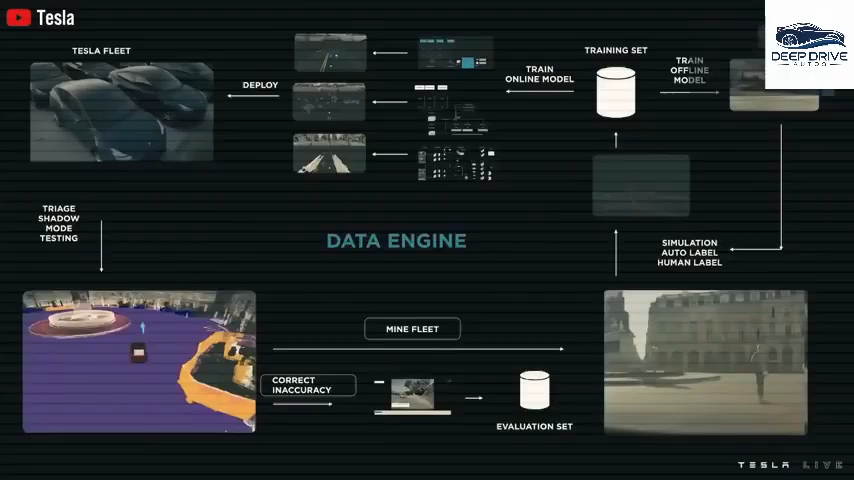 Tesla
DEEP DRIVE
AUTOS
TESLA FLEET
TRAINING SET
TRAIN
OFFLINE
MODEL
TRAIN
ONLINE MODEL
DEPLOY
TRIAGE
SHADOW
MODE
TESTING
DATA ENGINE
SIMULATION
AUTO LABEL
HUMAN LABEL
MINE FLEET
CORRECT
INACCURACY
EVALUATION SET
TESLA LIVE